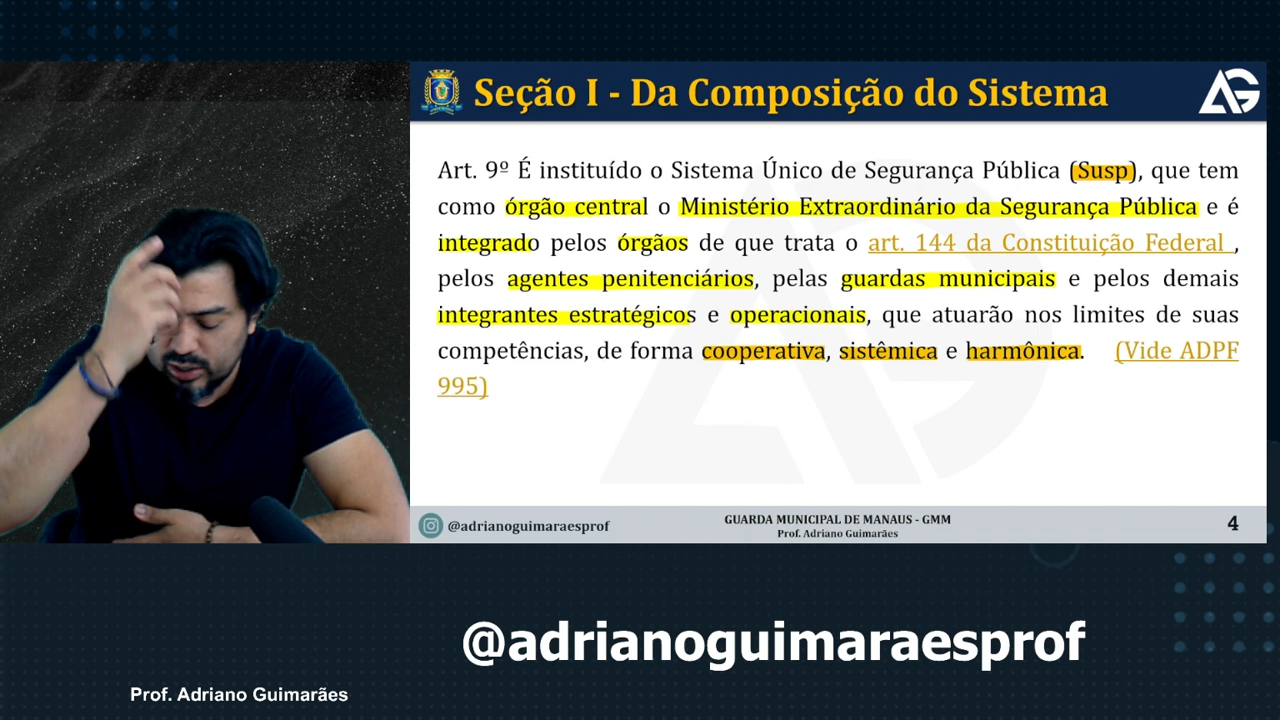 Seção I - Da Composição do Sistema
Art. 9º É instituído o Sistema Único de Segurança Pública (Susp), que tem
como órgão central o Ministério Extraordinário da Segurança Pública e é
integrado pelos órgãos de que trata o art. 144 da Constituição Federal ,
pelos agentes penitenciários, pelas guardas municipais e pelos demais
integrantes estratégicos e operacionais, que atuarão nos limites de suas
competências, de forma cooperativa, sistêmica e harmônica. (Vide ADPF
995)
@adrianoguimaraesprof
GUARDA MUNICIPAL DE MANAUS - GMM
Prof. Adriano Guimarães
4
@adrianoguimaraesprof
Prof. Adriano Guimarães